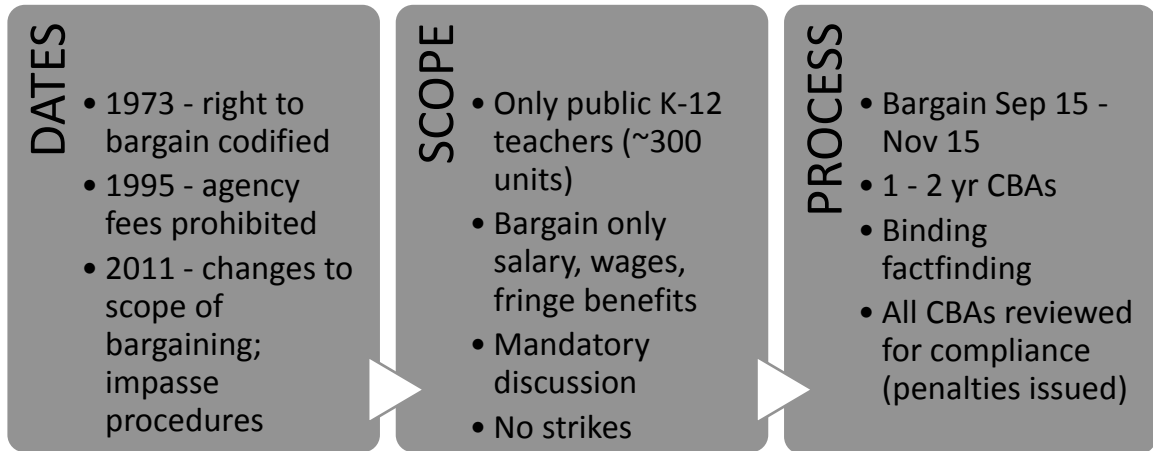 DATES
• 1973 - right to
bargain codified
• 1995 - agency
fees prohibited
• 2011 - changes to
scope of
bargaining;
impasse
procedures
SCOPE
• Only public K-12
teachers (~300
units)
• Bargain only
salary, wages,
fringe benefits
• Mandatory
discussion
• No strikes
PROCESS
• Bargain Sep 15 -
Nov 15
• 1 - 2 yr CBAs
• Binding
factfinding
• All CBAs reviewed
for compliance
(penalties issued)